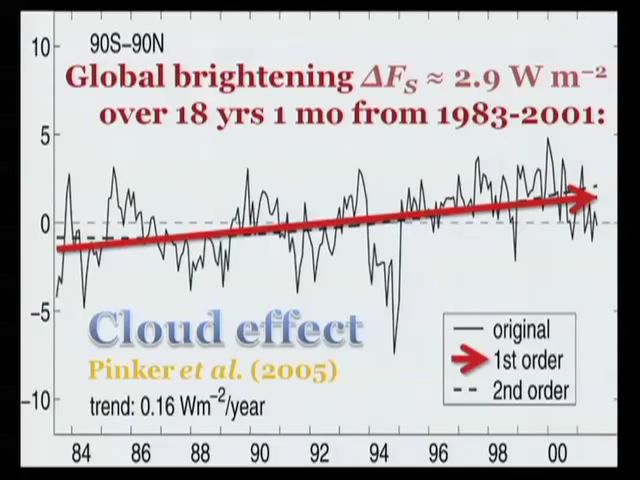 10
90S–90N
Global brightening ΔFs ≈ 2.9 W m⁻²
over 18 yrs 1 mo from 1983-2001:
5
0
–5
Cloud effect
Pinker et al. (2005)
trend: 0.16 Wm⁻²/year
original
1st order
2nd order
–10
84 86 88 90 92 94 96 98 00